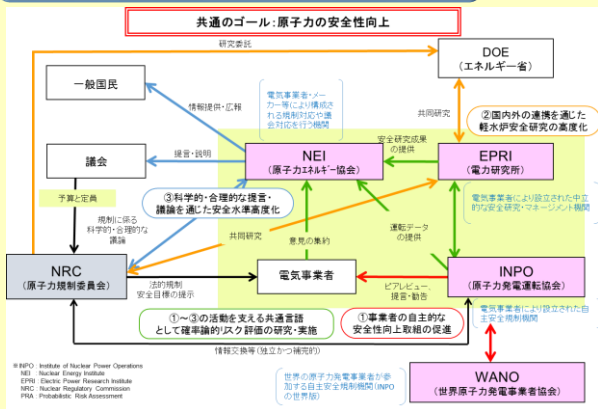 共通のゴール：原子力の安全性向上
研究委託
DOE
(エネルギー省)
一般国民
情報提供・広報
電気事業者・メー
カー等により構成さ
れる規制対応や議
会対応を行う機関
共同研究
②国内外の連携を通じた
軽水炉安全研究の高度化
安全研究成果
の提供
議会
提言・説明
NEI
(原子力エネルギー協会)
EPRI
(電力研究所)
予算と定員
③科学的・合理的な提言・
議論を通じた安全水準高度化
電気事業者により設立された中立
的な安全研究・マネージメント機関
規制に係る
科学的・合理的な
議論
共同研究
意見の集約
運転データ
の提供
NRC
(原子力規制委員会)
法的規制
安全目標の提示
電気事業者
ピアレビュー、
提言・勧告
INPO
(原子力発電運転協会)
①～③の活動を支える共通言語
として確率論的リスク評価の研究・実施
①事業者の自主的な
安全性向上取組の促進
電気事業者により設立された自
主安全規制機関
情報交換等(独立かつ補完的)
※INPO : Institute of Nuclear Power Operations
NEI : Nuclear Energy Institute
EPRI : Electric Power Research Institute
NRC : Nuclear Regulatory Commission
PRA : Probabilistic Risk Assessment
世界の原子力発電事業者が参
加する自主安全規制機関(INPO
の世界版)
WANO
(世界原子力発電事業者協会)